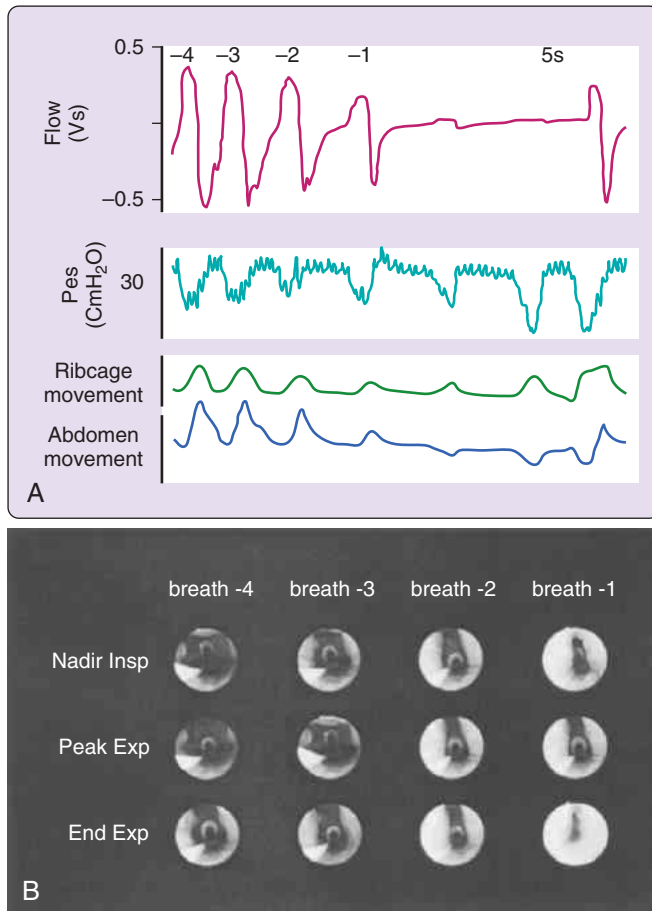 0.5
-4 -3 -2 -1 5s
Flow
(Vs)
-0.5
Pes
(CmH₂O)
30
Ribcage
movement
Abdomen
movement
A
breath -4 breath -3 breath -2 breath -1
Nadir Insp
Peak Exp
End Exp
B